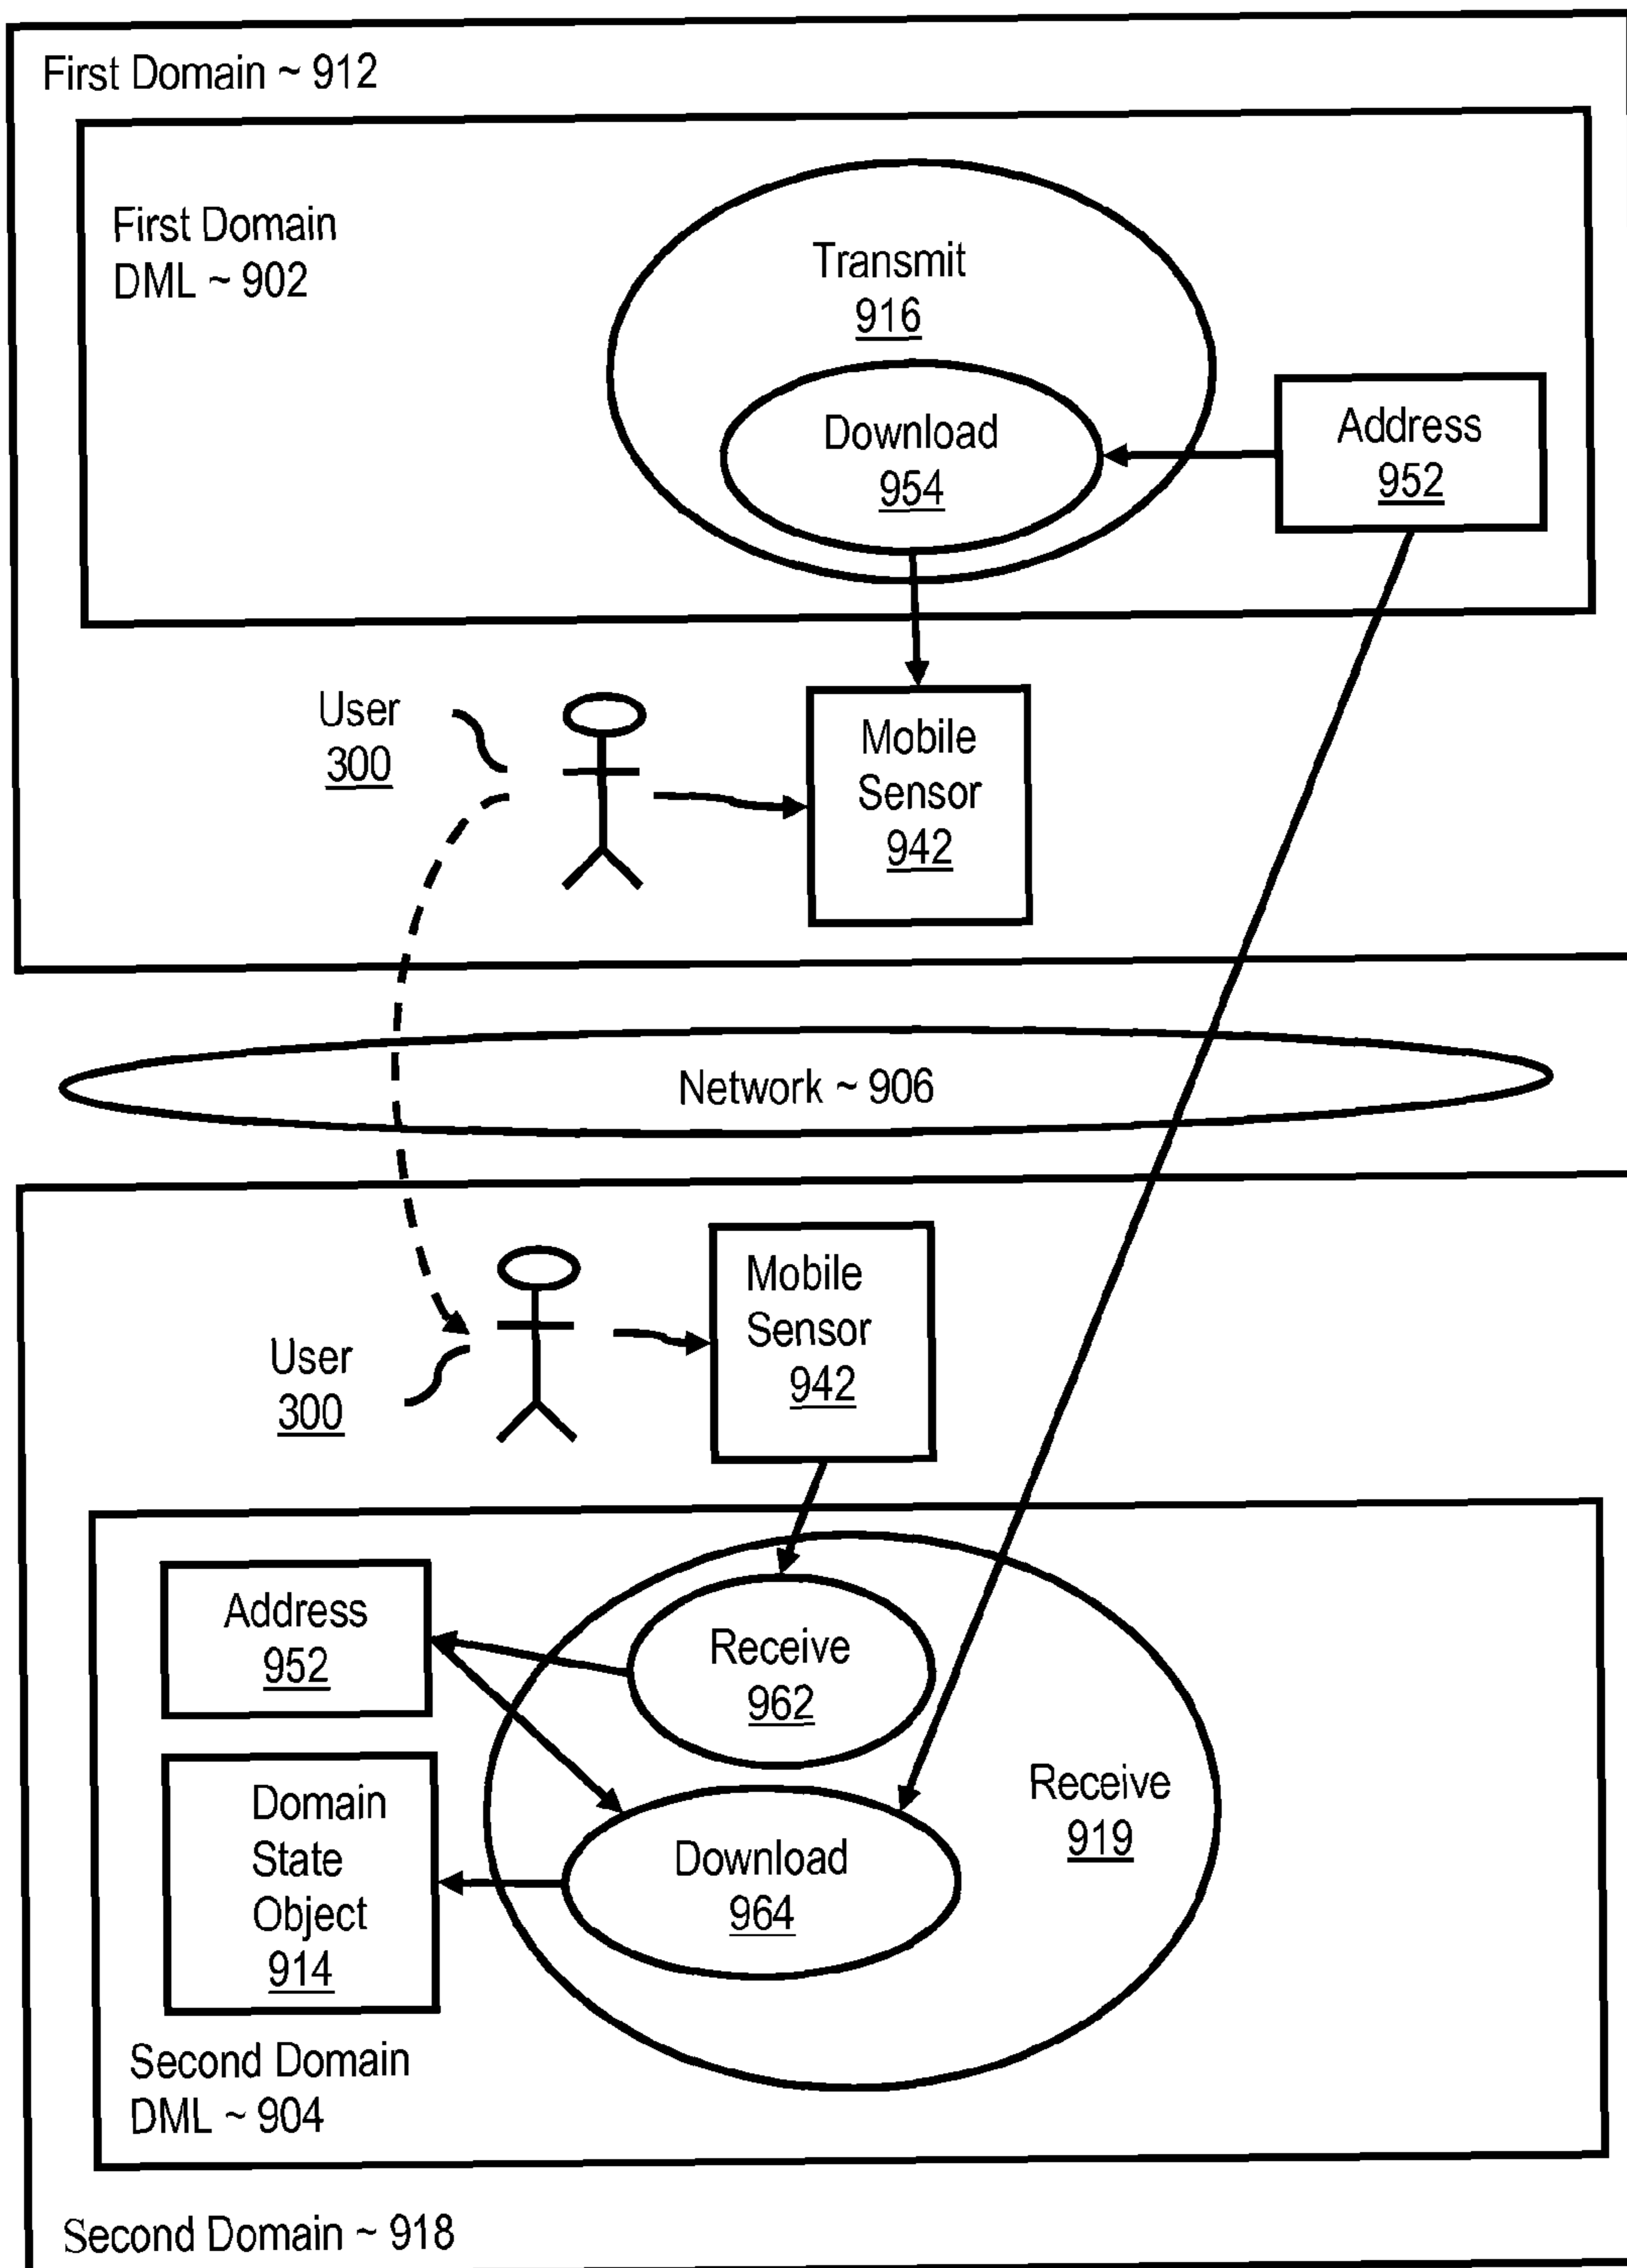 First Domain ~ 912
First Domain
DML ~ 902
Transmit
916
Download
954
Address
952
User
300
Mobile
Sensor
942
Network ~ 906
Mobile
Sensor
942
User
300
Address
952
Receive
962
Receive
919
Domain
State
Object
914
Download
964
Second Domain
DML ~ 904
Second Domain ~ 918